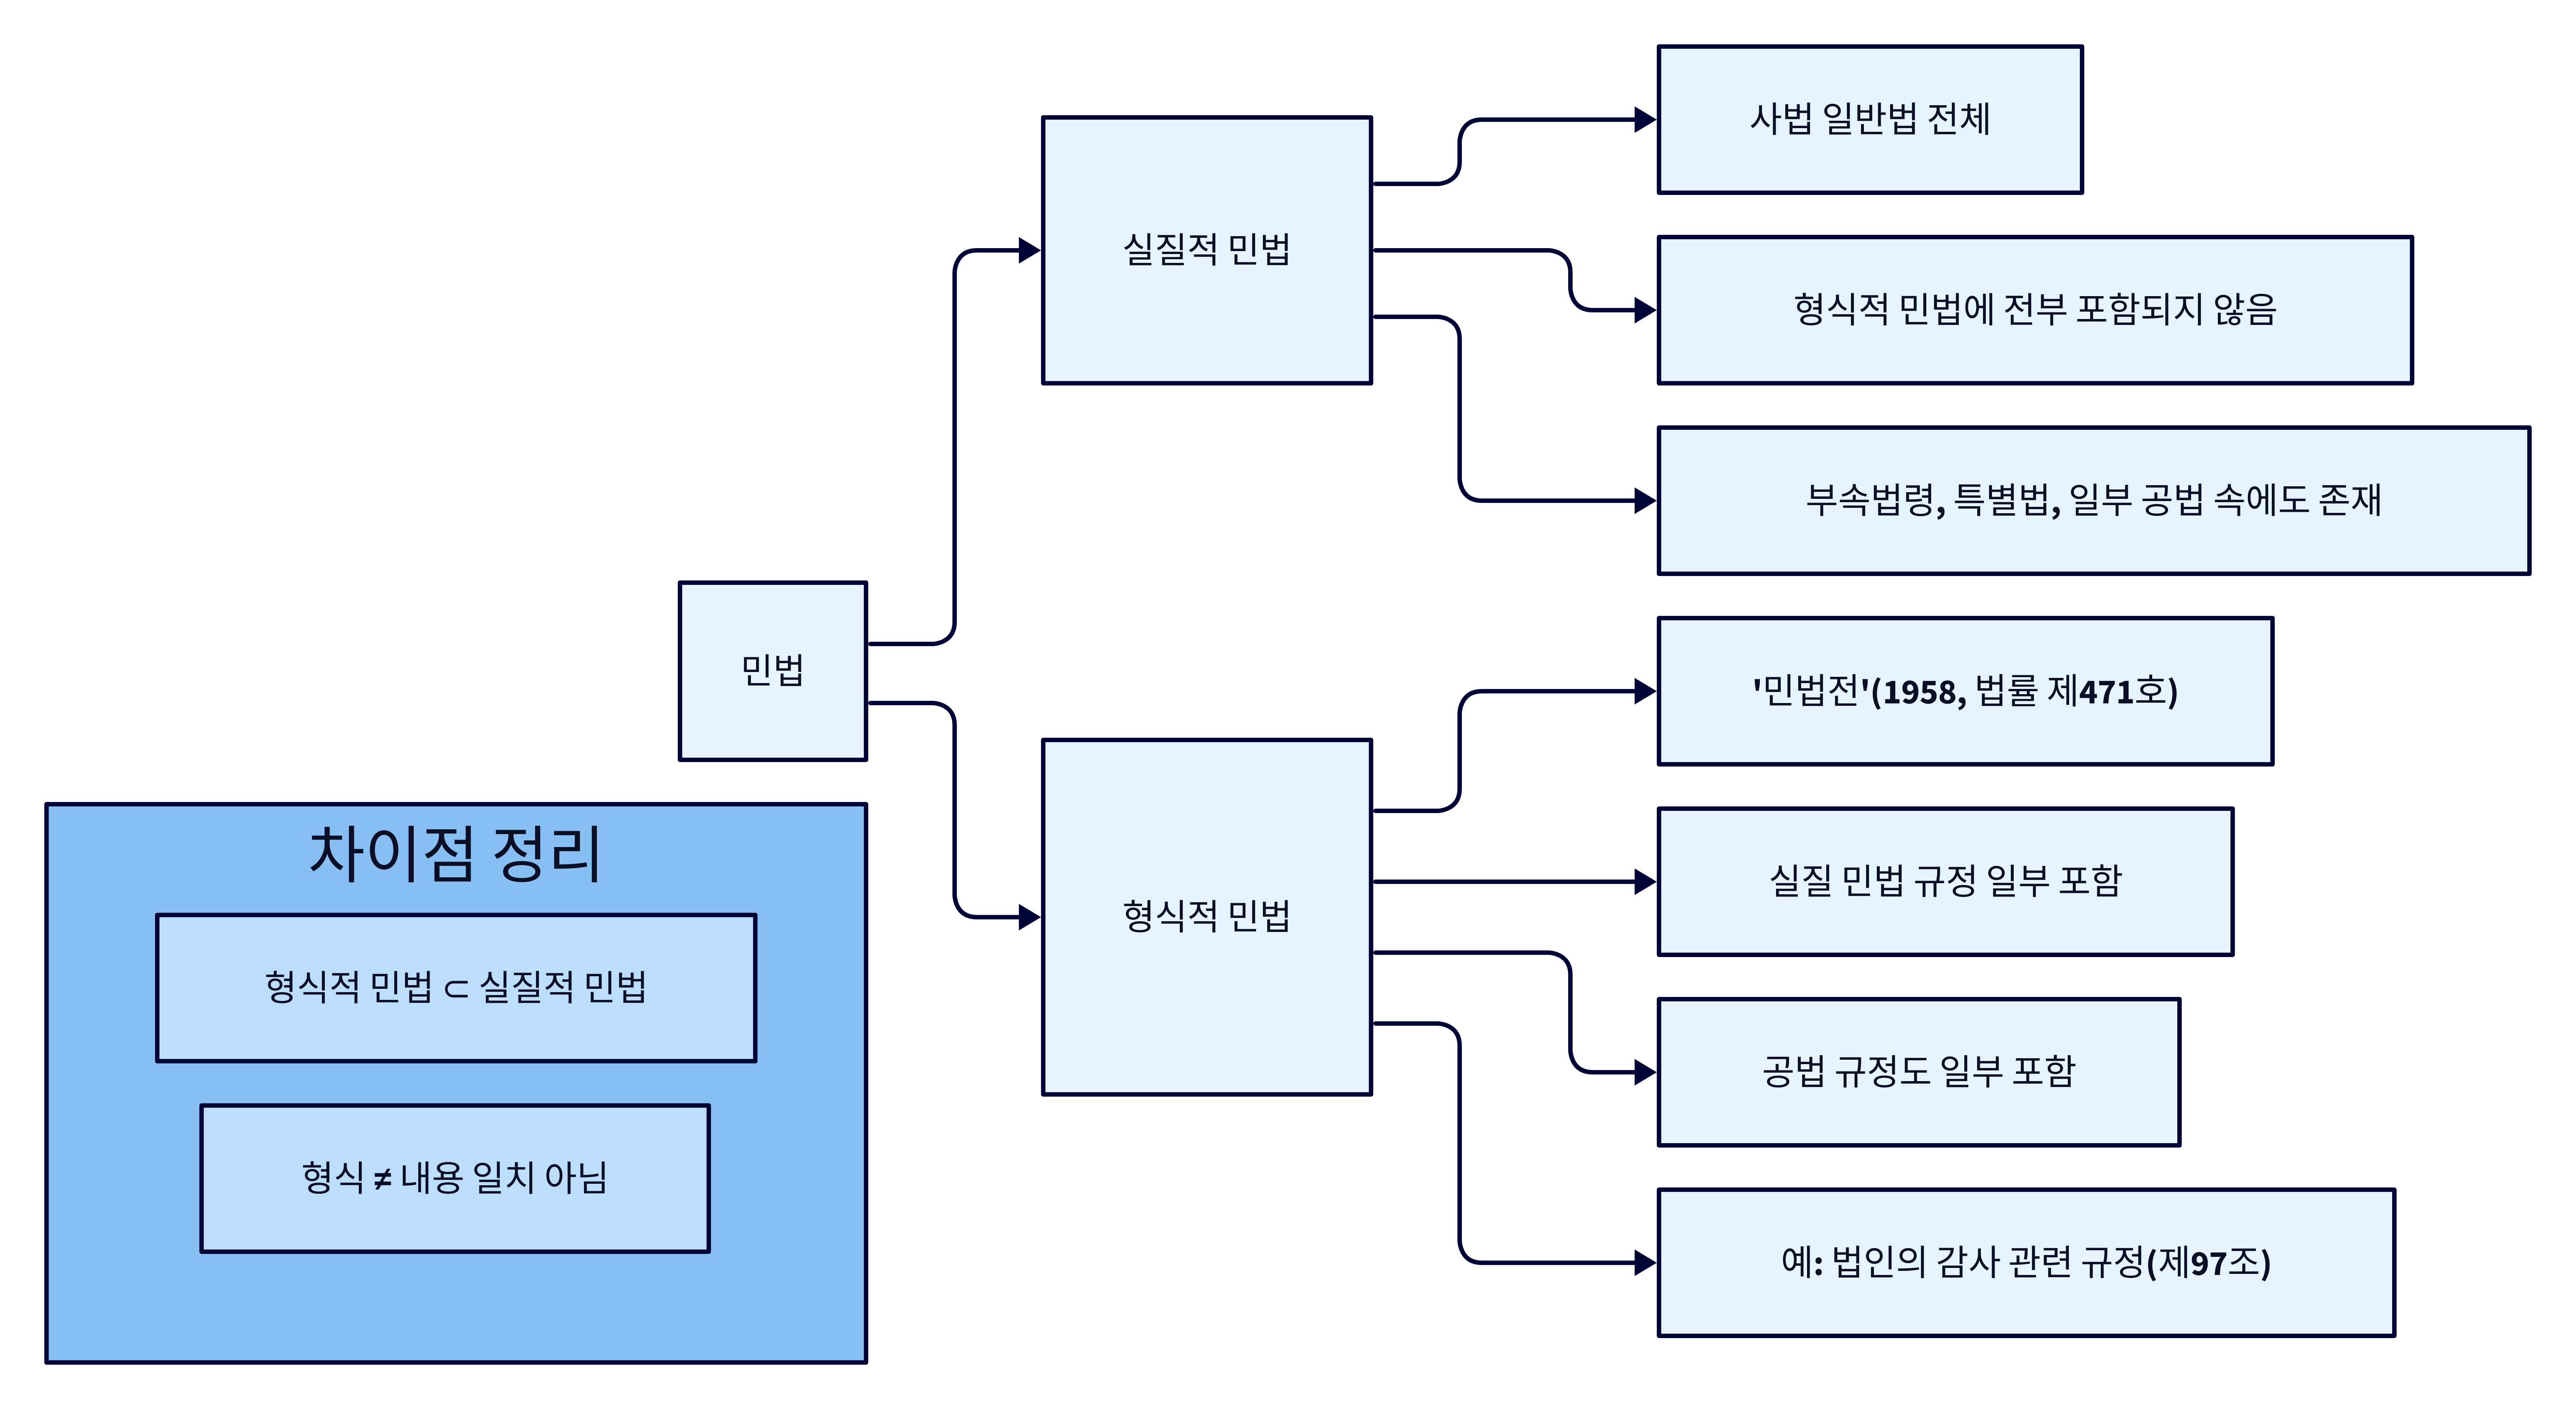 사법 일반법 전체
실질적 민법
형식적 민법에 전부 포함되지 않음
부속법령, 특별법, 일부 공법 속에도 존재
민법
'민법전'(1958, 법률 제471호)
형식적 민법
실질 민법 규정 일부 포함
공법 규정도 일부 포함
예: 법인의 감사 관련 규정(제97조)
차이점 정리
형식적 민법 ⊂ 실질적 민법
형식 ≠ 내용 일치 아님